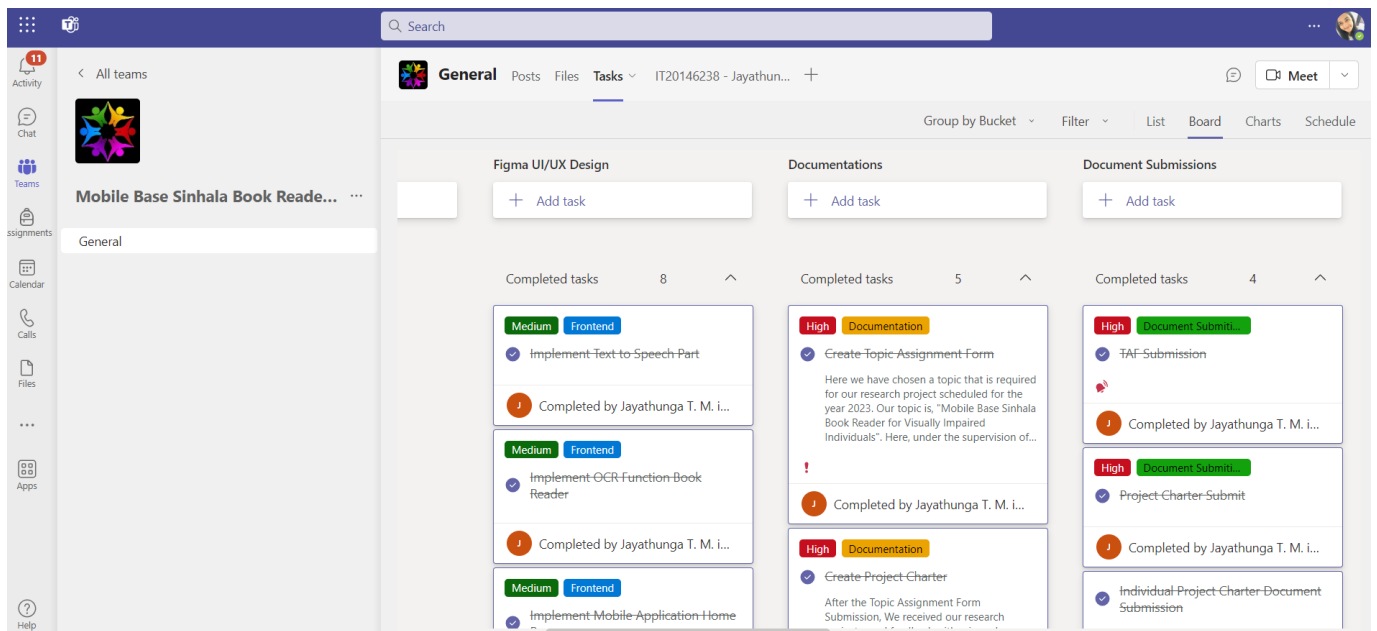 Search
11
Activity
Chat
Teams
ssignments
Calendar
Calls
Files
Apps
Help
All teams
Mobile Base Sinhala Book Reade...
General
General
Posts
Files
Tasks
IT20146238 - Jayathun...
Meet
Group by Bucket
Filter
List
Board
Charts
Schedule
Figma UI/UX Design
Add task
Completed tasks 8
Medium Frontend
Implement Text to Speech Part
J
Completed by Jayathunga T. M. i...
Medium Frontend
Implement OCR Function Book
Reader
J
Completed by Jayathunga T. M. i...
Medium Frontend
Implement Mobile Application Home
Documentations
Add task
Completed tasks 5
High Documentation
Create Topic Assignment Form
Here we have chosen a topic that is required
for our research project scheduled for the
year 2023. Our topic is, "Mobile Base Sinhala
Book Reader for Visually Impaired
Individuals". Here, under the supervision of...
J
Completed by Jayathunga T. M. i...
High Documentation
Create Project Charter
After the Topic Assignment Form
Submission, We received our research
Document Submissions
Add task
Completed tasks 4
High Document Submiti...
TAF Submission
J
Completed by Jayathunga T. M. i...
High Document Submiti...
Project Charter Submit
J
Completed by Jayathunga T. M. i...
Individual Project Charter Document
Submission